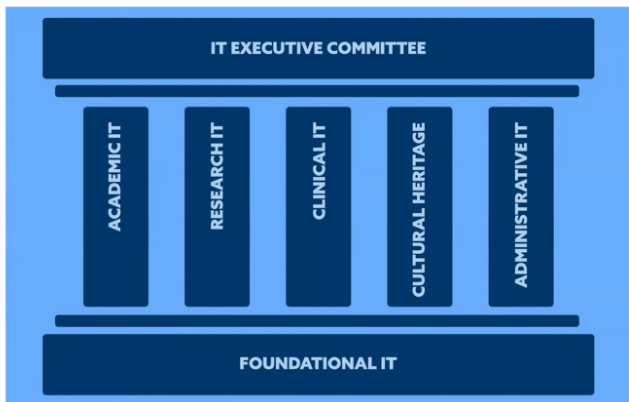 IT EXECUTIVE COMMITTEE
ACADEMIC IT
RESEARCH IT
CLINICAL IT
CULTURAL HERITAGE
ADMINISTRATIVE IT
FOUNDATIONAL IT